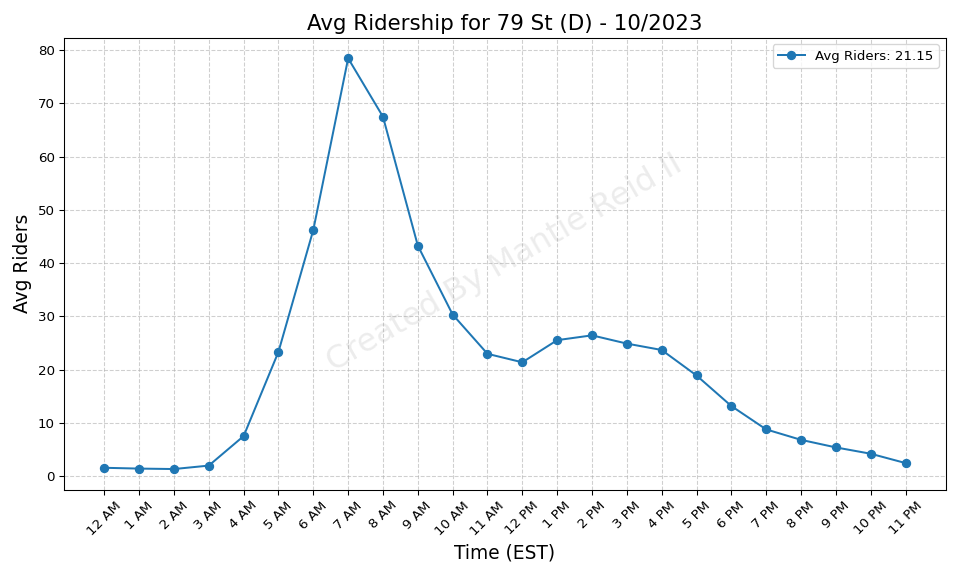 Avg Ridership for 79 St (D) - 10/2023
Avg Riders: 21.15
Avg Riders
80
70
60
50
40
30
20
10
0
Created By Mantie Reid II
12 AM
1 AM
2 AM
3 AM
4 AM
5 AM
6 AM
7 AM
8 AM
9 AM
10 AM
11 AM
12 PM
1 PM
2 PM
3 PM
4 PM
5 PM
6 PM
7 PM
8 PM
9 PM
10 PM
11 PM
Time (EST)